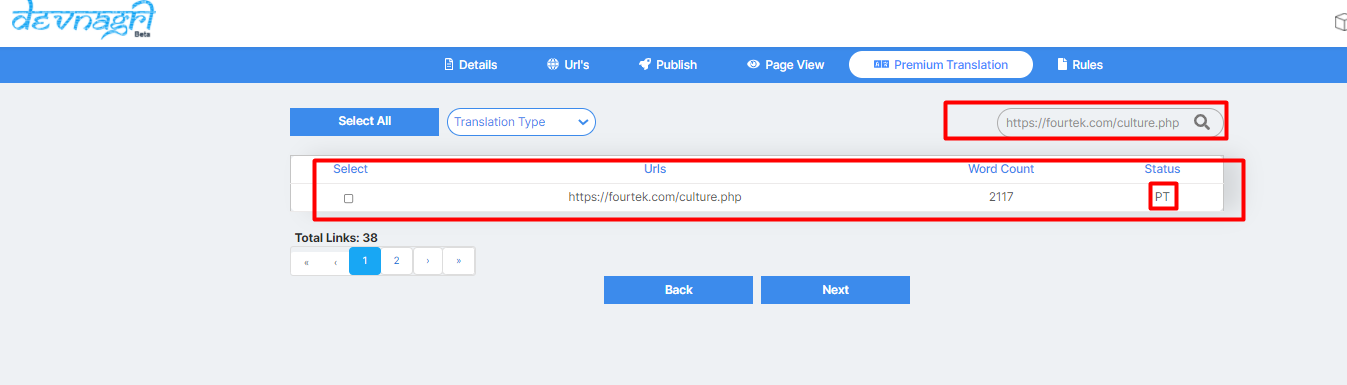 devnagri
Beta
Details Url's Publish Page View Premium Translation Rules
Select All Translation Type https://fourtek.com/culture.php
Select Urls Word Count Status
https://fourtek.com/culture.php 2117 PT
Total Links: 38
« ‹ 1 2 › »
Back Next